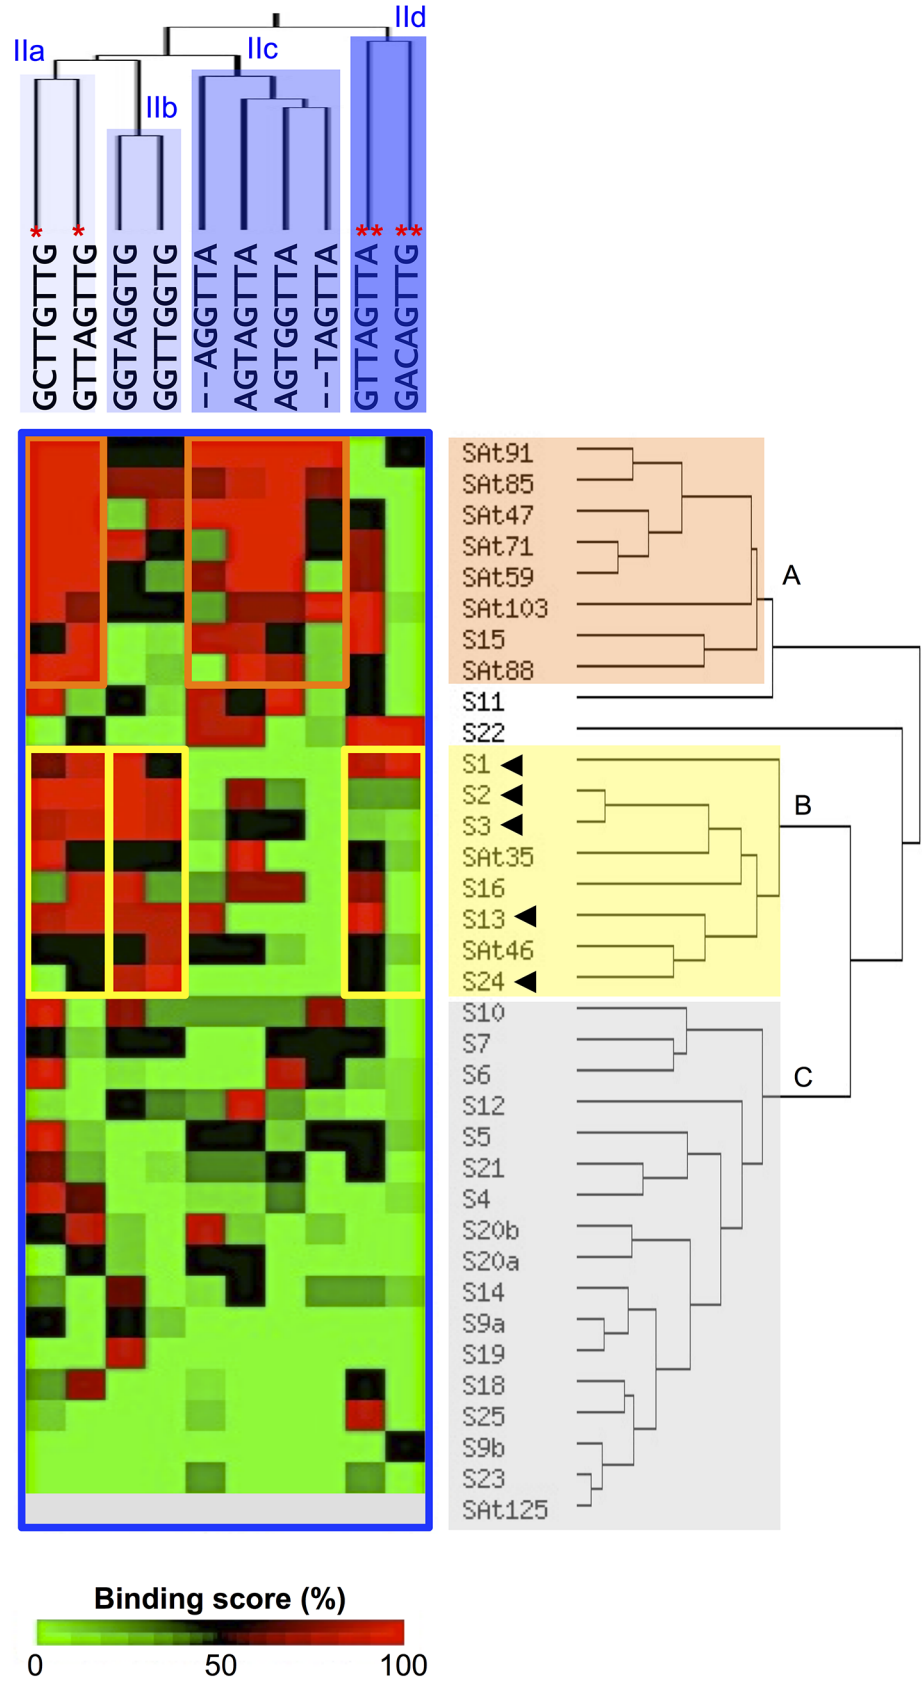 IId
IIa
IIc
IIb
* * ** **
GCTTGTTG
GTTAGTTG
GGTAGGTG
GGTTGGTG
--AGGTTA
AGTAGTTA
AGTGGTTA
--TAGTTA
GTTAGTTA
GACAGTTG
SAt91
SAt85
SAt47
SAt71
SAt59
A
SAt103
S15
SAt88
S11
S22
S1
S2
B
S3
SAt35
S16
S13
SAt46
S24
S10
S7
S6
C
S12
S5
S21
S4
S20b
S20a
S14
S9a
S19
S18
S25
S9b
S23
SAt125
Binding score (%)
0 50 100